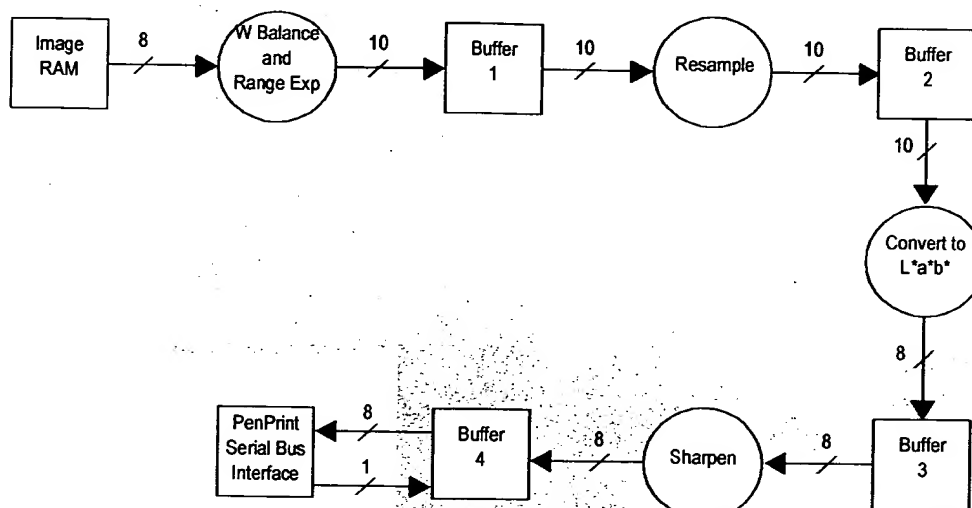 Image
RAM
8
W Balance
and
Range Exp
10
Buffer
1
10
Resample
10
Buffer
2
10
Convert to
L*a*b*
8
Buffer
3
8
Sharpen
8
Buffer
4
8
1
PenPrint
Serial Bus
Interface